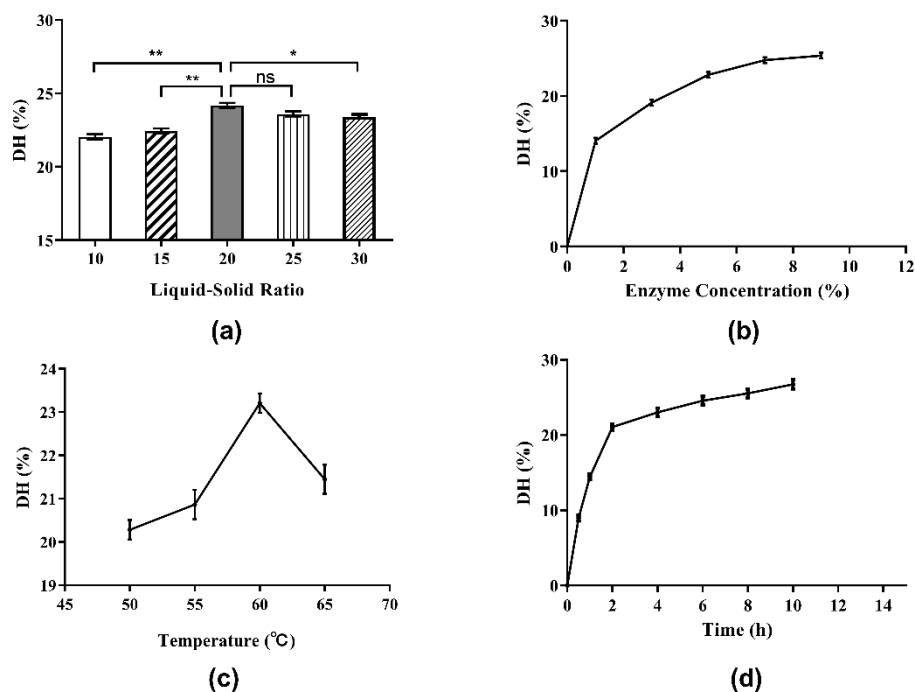 30
25
20
15
DH (%)
** * 
** ns
10 15 20 25 30
Liquid-Solid Ratio
(a)
30
20
10
0
DH (%)
0 2 4 6 8 10 12
Enzyme Concentration (%)
(b)
24
23
22
21
20
19
DH (%)
45 50 55 60 65 70
Temperature (℃)
(c)
30
20
10
0
DH (%)
0 2 4 6 8 10 12 14
Time (h)
(d)